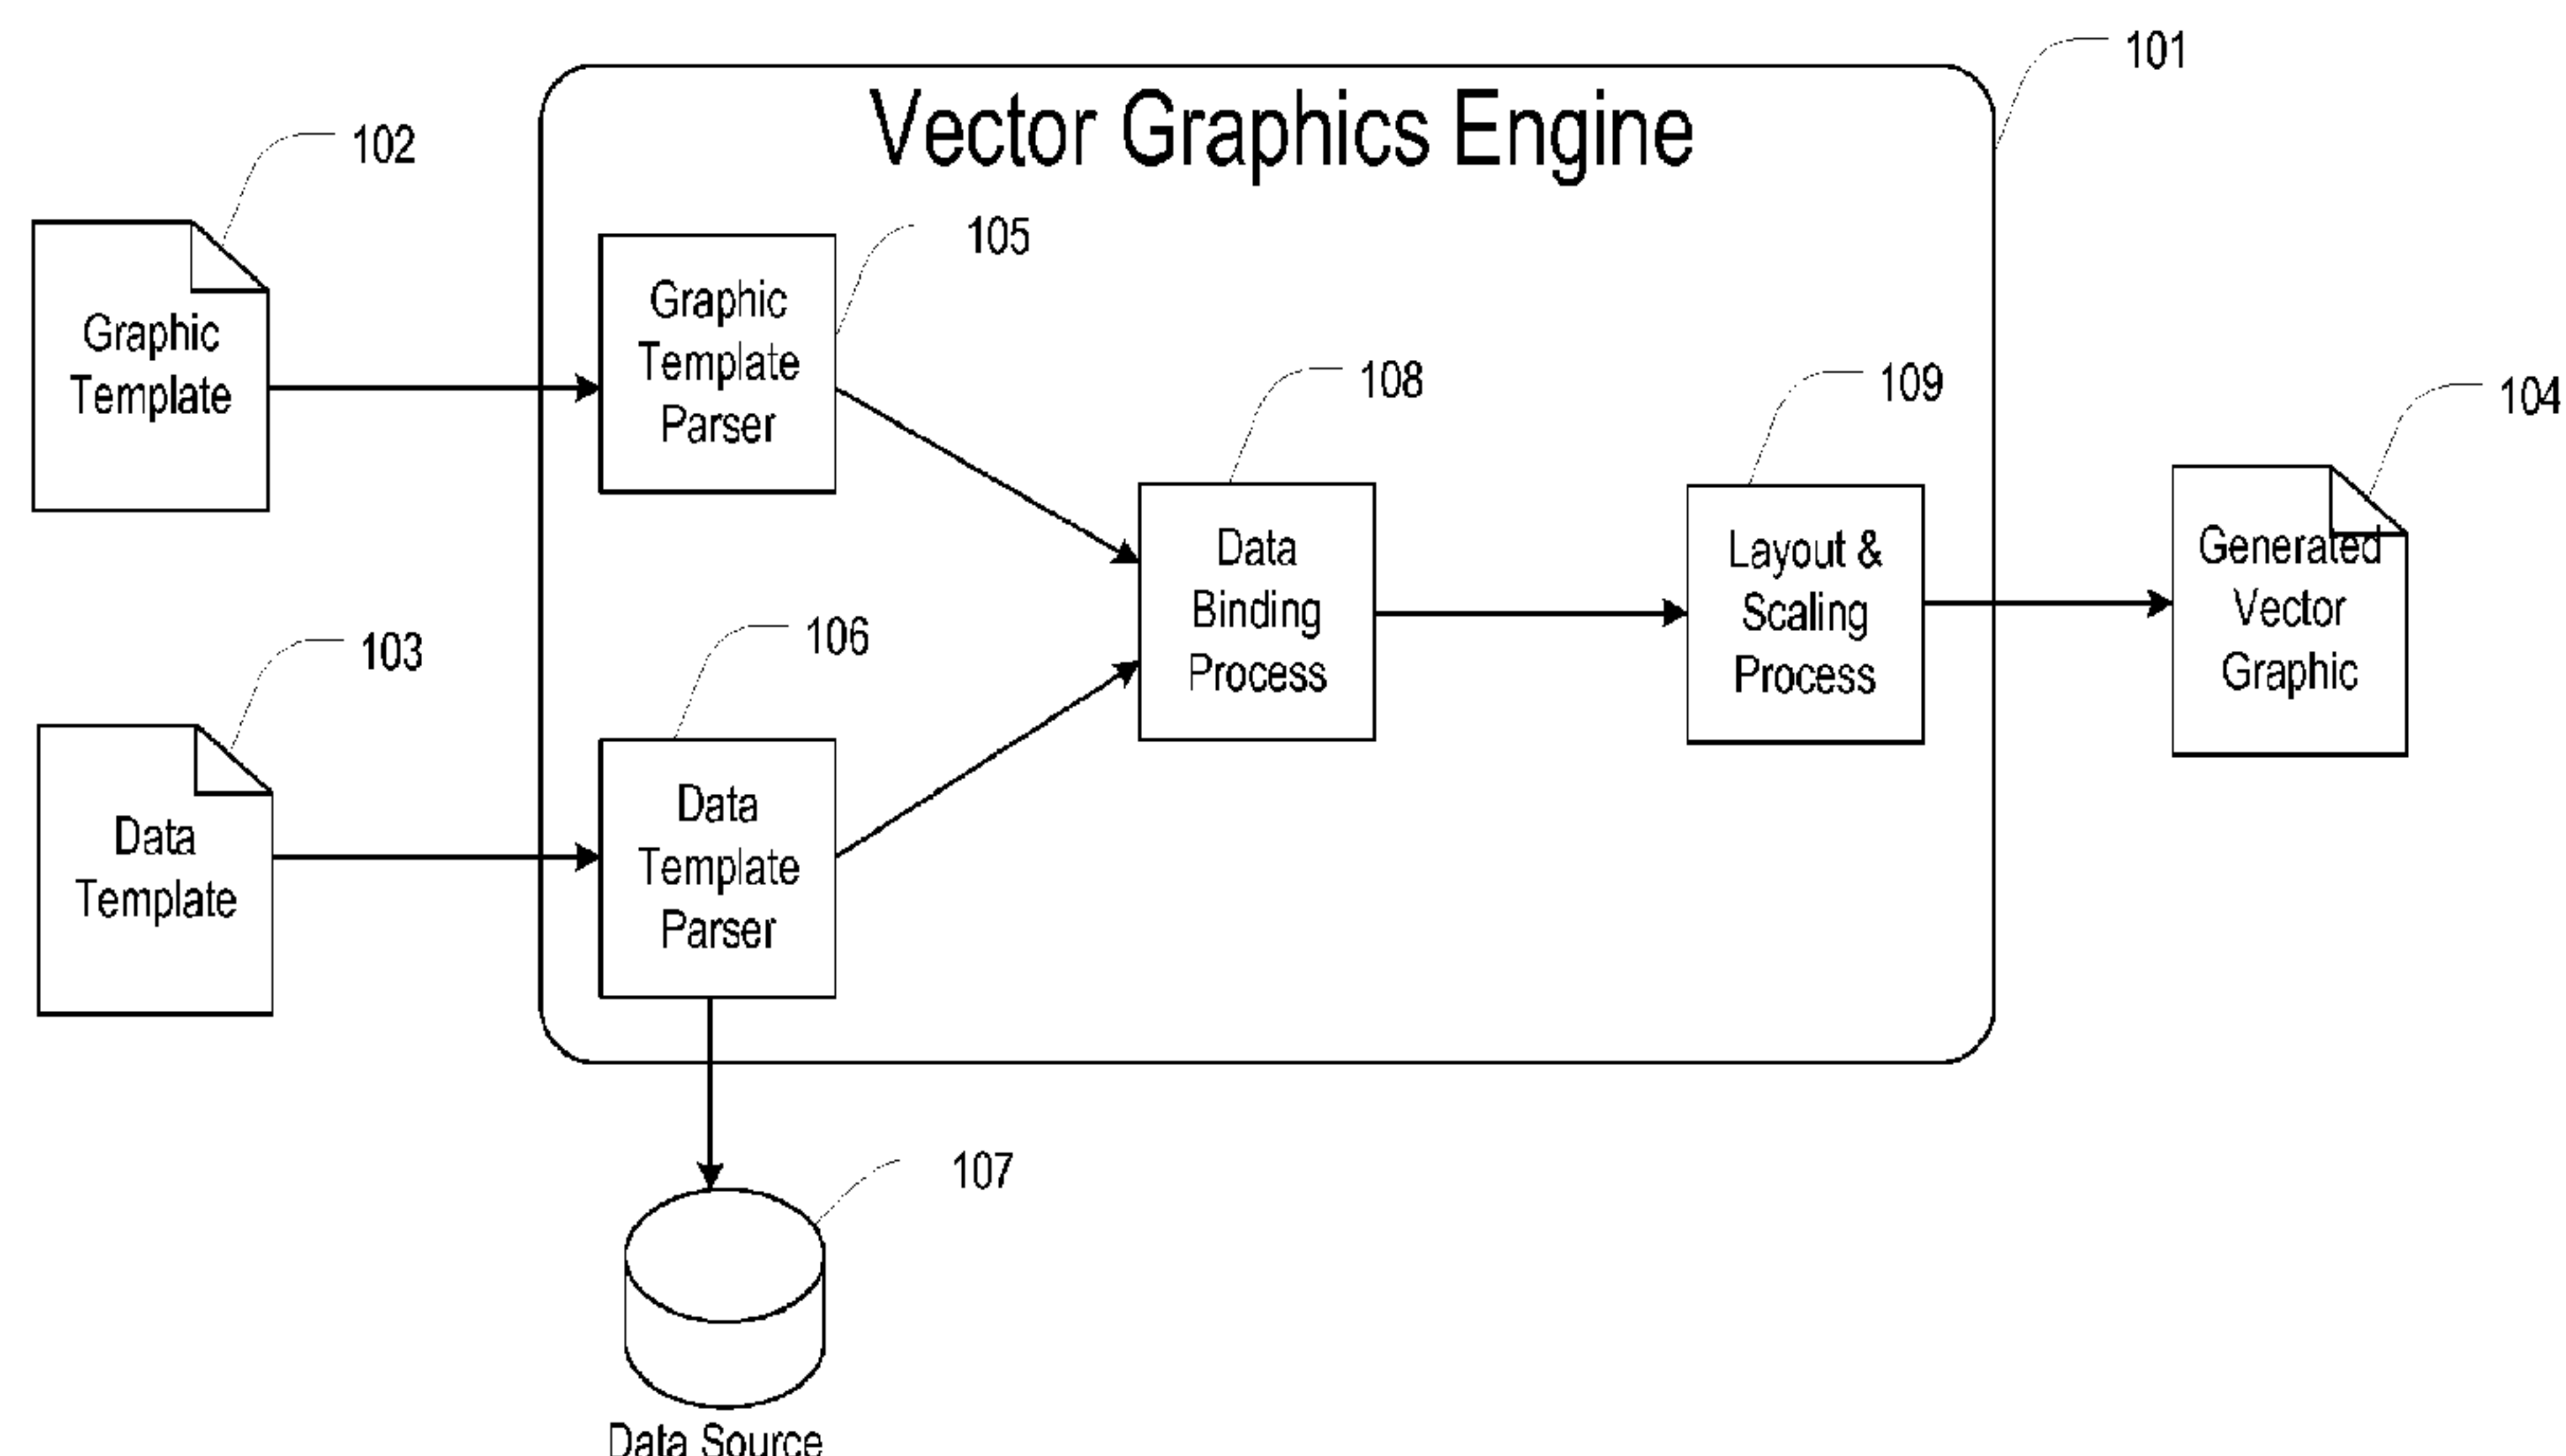 101
Vector Graphics Engine
102
105
Graphic
Template
Graphic
Template
Parser
108
109
104
Data
Binding
Process
Layout &
Scaling
Process
Generated
Vector
Graphic
103
106
Data
Template
Data
Template
Parser
107
Data Source